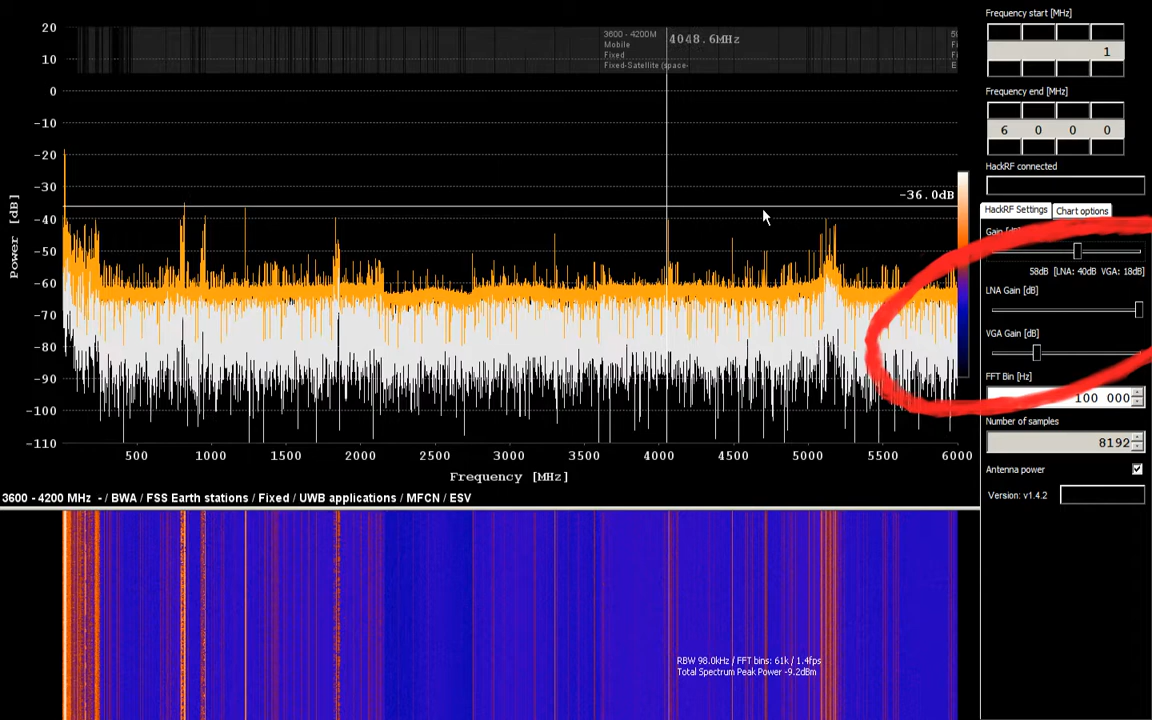 20
10
0
-10
-20
-30
-40
-50
-60
-70
-80
-90
-100
-110
Power [dB]
3600 - 4200M
Mobile
Fixed
Fixed-Satellite (space-
4048.6MHz
50
Fi
Fi
E
-36.0dB
500 1000 1500 2000 2500 3000 3500 4000 4500 5000 5500 6000
Frequency [MHz]
3600 - 4200 MHz - / BWA / FSS Earth stations / Fixed / UWB applications / MFCN / ESV
RBW 98.0kHz / FFT bins: 61k / 1.4fps
Total Spectrum Peak Power -9.2dBm
Frequency start [MHz]
1
Frequency end [MHz]
6 0 0 0
HackRF connected
HackRF Settings Chart options
58dB [LNA: 40dB VGA: 18dB]
LNA Gain [dB]
VGA Gain [dB]
FFT Bin [Hz]
100 000
Number of samples
8192
Antenna power
Version: v1.4.2